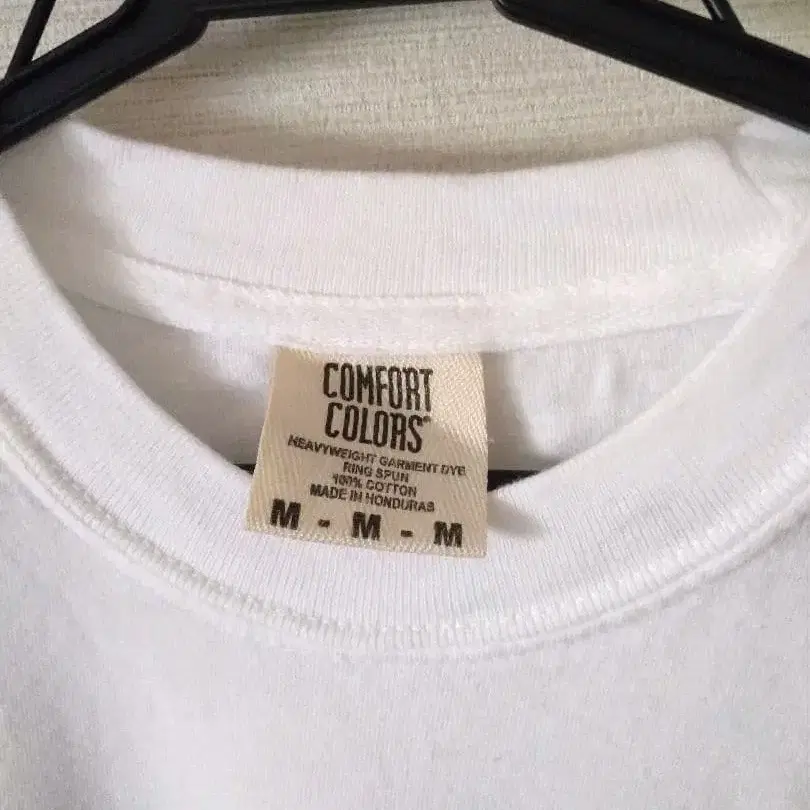 COMFORT
COLORS®
HEAVYWEIGHT GARMENT DYE
RING SPUN
100% COTTON
MADE IN HONDURAS
M - M - M